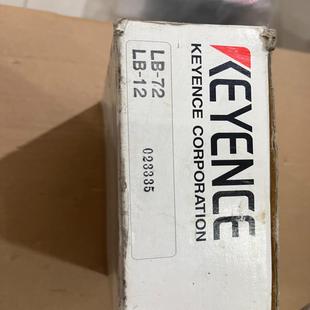 KEYENCE
KEYENCE CORPORATION
LB-72
LB-12
023335